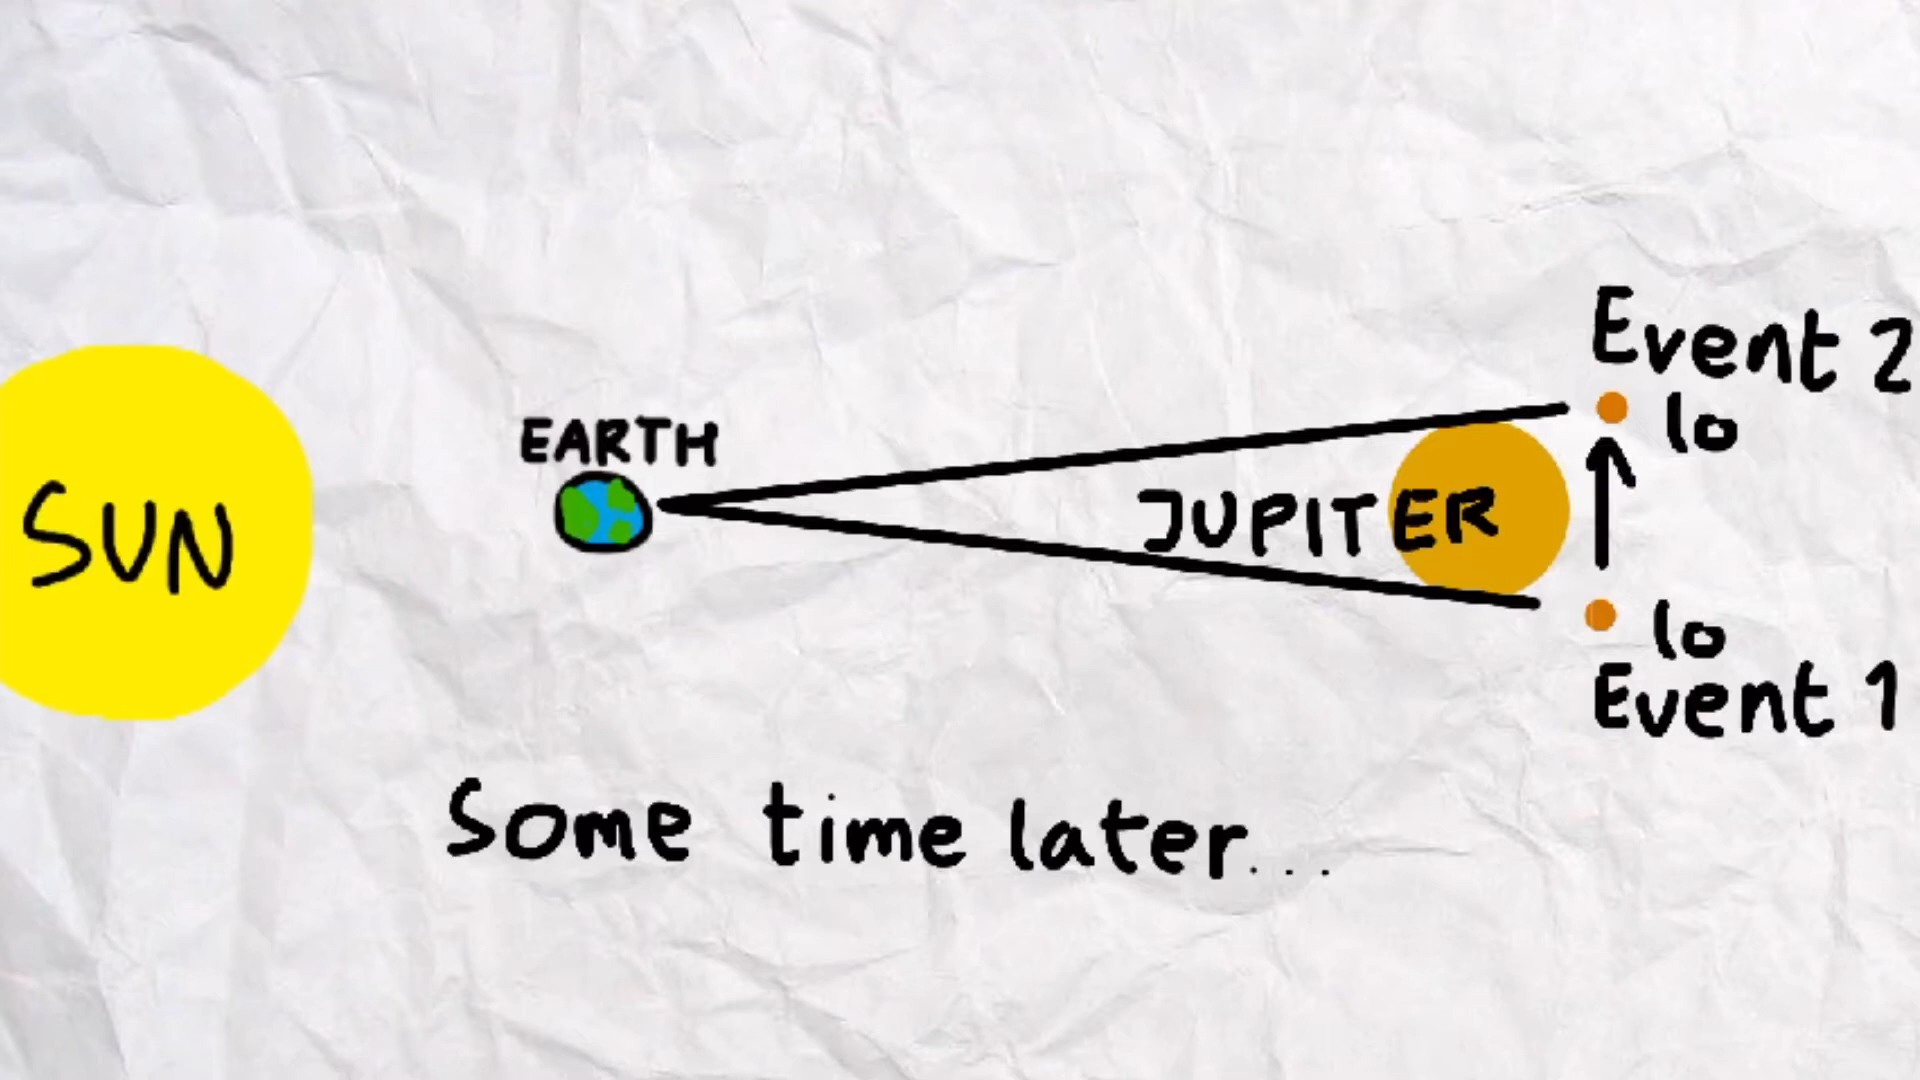 SUN
EARTH
JUPITER
Event 2
Io
Io
Event 1
Some time later...